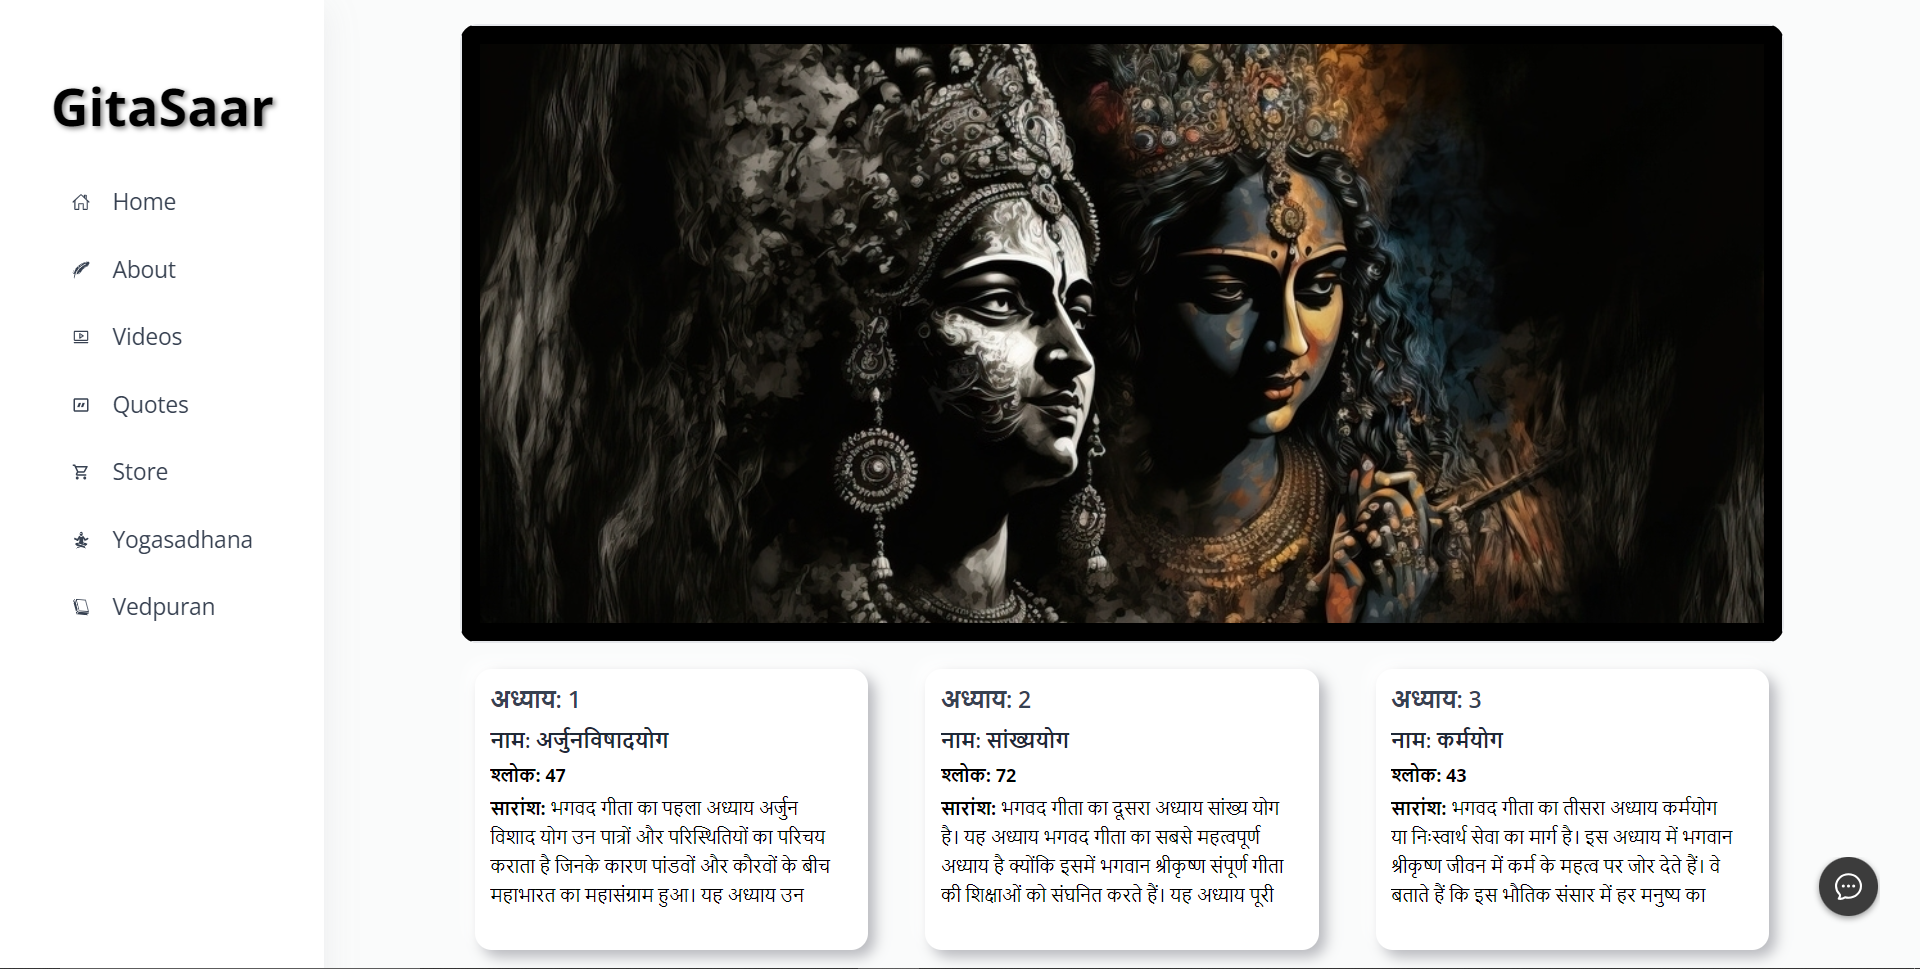 GitaSaar
Home
About
Videos
Quotes
Store
Yogasadhana
Vedpuran
अध्याय: 1
नाम: अर्जुनविषादयोग
श्लोक: 47
सारांश: भगवद गीता का पहला अध्याय अर्जुन
विशाद योग उन पात्रों और परिस्थितियों का परिचय
कराता है जिनके कारण पांडवों और कौरवों के बीच
महाभारत का महासंग्राम हुआ। यह अध्याय उन
अध्याय: 2
नाम: सांख्ययोग
श्लोक: 72
सारांश: भगवद गीता का दूसरा अध्याय सांख्य योग
है। यह अध्याय भगवद गीता का सबसे महत्वपूर्ण
अध्याय है क्योंकि इसमें भगवान श्रीकृष्ण संपूर्ण गीता
की शिक्षाओं को संघनित करते हैं। यह अध्याय पूरी
अध्याय: 3
नाम: कर्मयोग
श्लोक: 43
सारांश: भगवद गीता का तीसरा अध्याय कर्मयोग
या निःस्वार्थ सेवा का मार्ग है। इस अध्याय में भगवान
श्रीकृष्ण जीवन में कर्म के महत्व पर जोर देते हैं। वे
बताते हैं कि इस भौतिक संसार में हर मनुष्य का